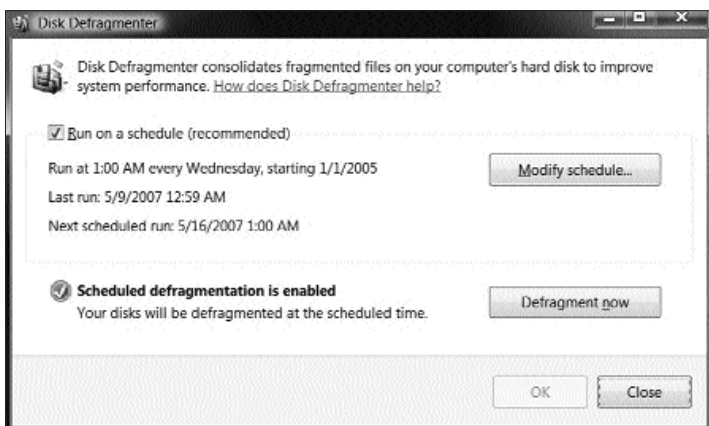 Disk Defragmenter
Disk Defragmenter consolidates fragmented files on your computer's hard disk to improve
system performance. How does Disk Defragmenter help?
Run on a schedule (recommended)
Run at 1:00 AM every Wednesday, starting 1/1/2005
Modify schedule...
Last run: 5/9/2007 12:59 AM
Next scheduled run: 5/16/2007 1:00 AM
Scheduled defragmentation is enabled
Your disks will be defragmented at the scheduled time.
Defragment now
OK
Close